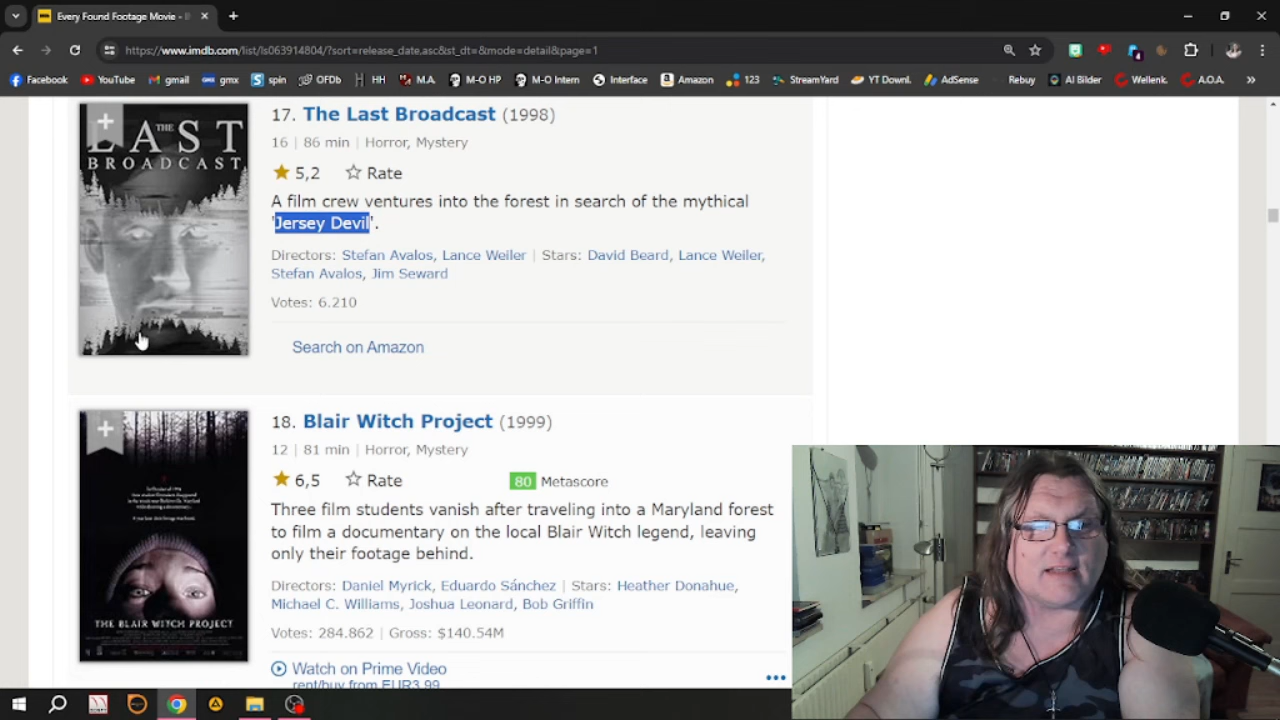 Every Found Footage Movie - I
https://www.imdb.com/list/ls063914804/?sort=release_date,asc&st_dt=&mode=detail&page=1
Facebook YouTube gmail gmx spin OFDb HH M.A. M-O HP M-O Intern Interface Amazon 123 StreamYard YT Downl. AdSense Rebuy AI Bilder Wellenk. A.O.A.
THE
LAST
BROADCAST
17. The Last Broadcast (1998)
16 | 86 min | Horror, Mystery
5,2 Rate
A film crew ventures into the forest in search of the mythical
'Jersey Devil'.
Directors: Stefan Avalos, Lance Weiler | Stars: David Beard, Lance Weiler,
Stefan Avalos, Jim Seward
Votes: 6.210
Search on Amazon
THE BLAIR WITCH PROJECT
18. Blair Witch Project (1999)
12 | 81 min | Horror, Mystery
6,5 Rate 80 Metascore
Three film students vanish after traveling into a Maryland forest
to film a documentary on the local Blair Witch legend, leaving
only their footage behind.
Directors: Daniel Myrick, Eduardo Sánchez | Stars: Heather Donahue,
Michael C. Williams, Joshua Leonard, Bob Griffin
Votes: 284.862 | Gross: $140.54M
Watch on Prime Video
rent/buy from EUR3.99